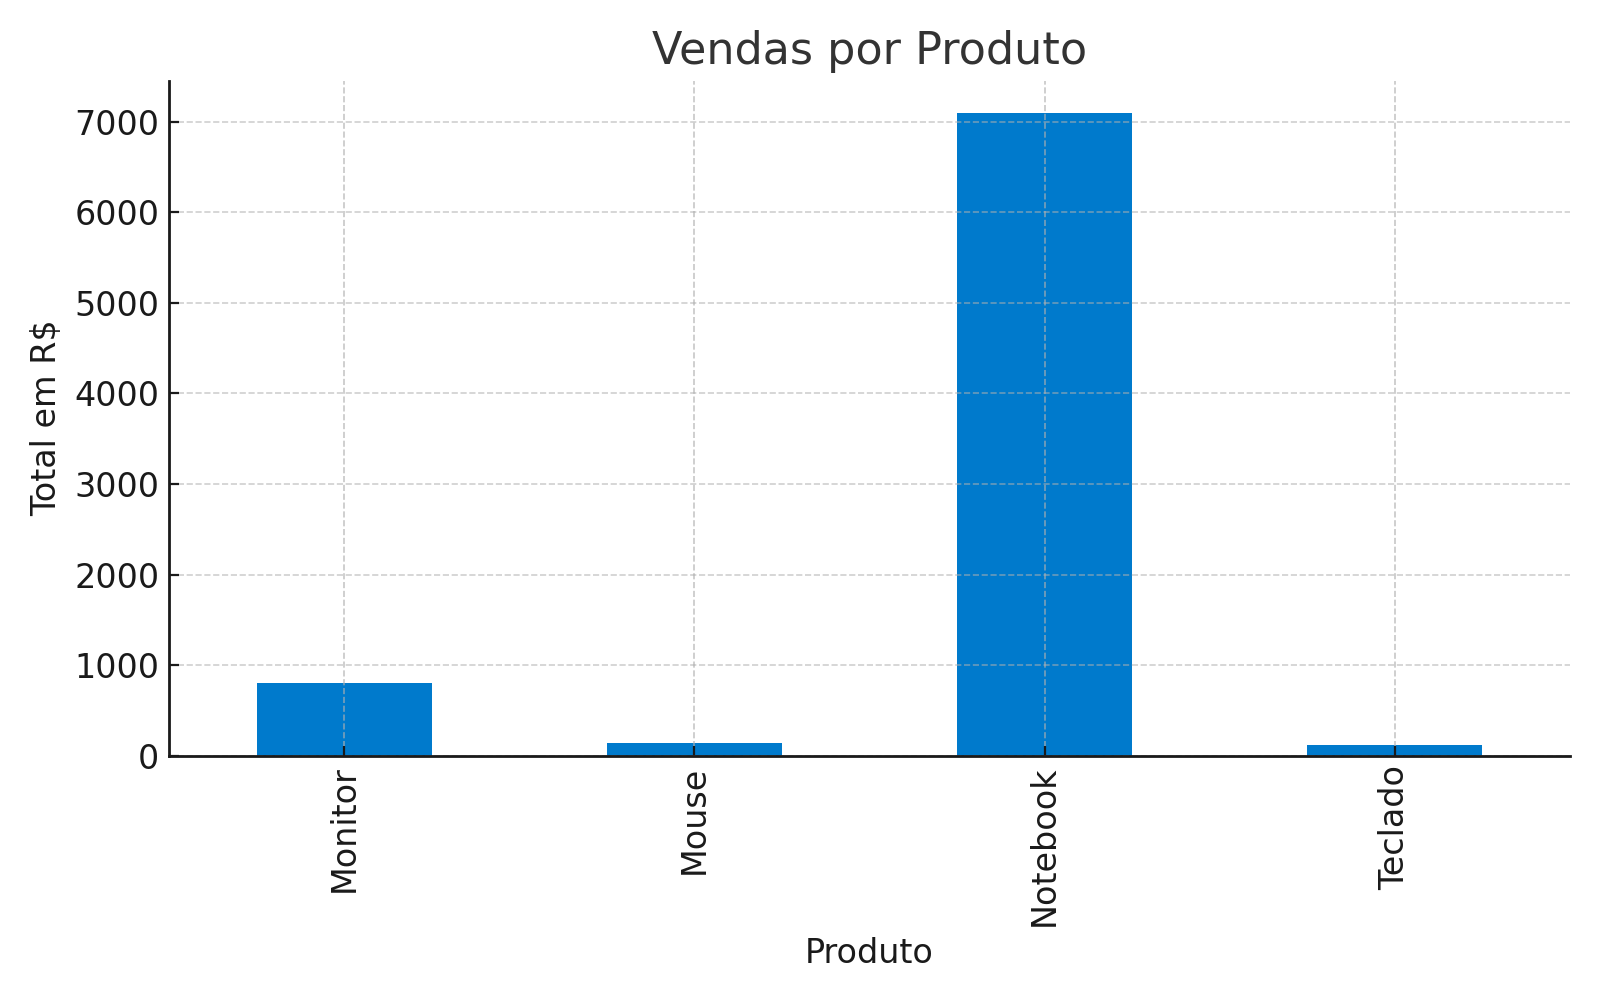 Vendas por Produto
Total em R$
7000
6000
5000
4000
3000
2000
1000
0
Monitor
Mouse
Notebook
Teclado
Produto